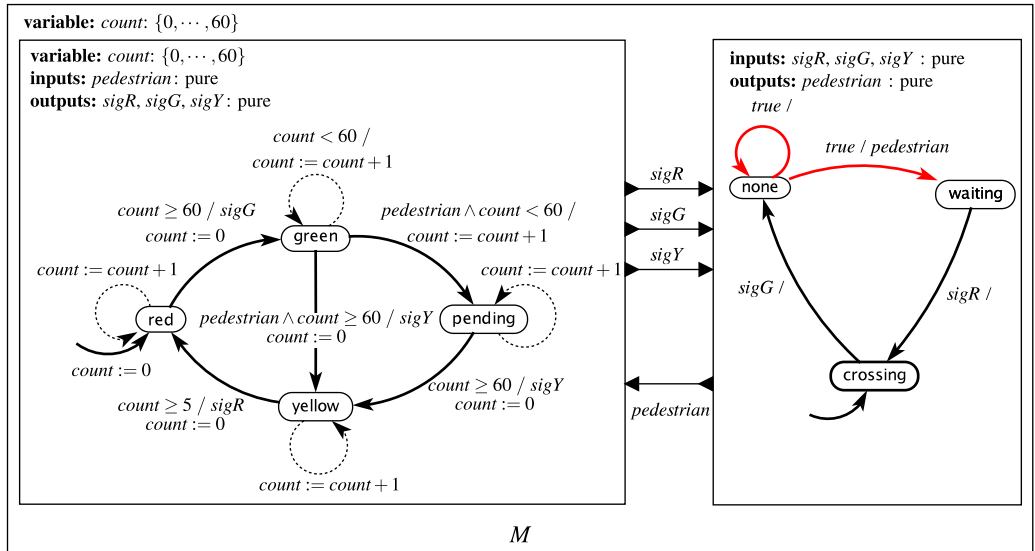 variable: count: {0,⋯,60}
variable: count: {0,⋯,60}
inputs: pedestrian: pure
outputs: sigR, sigG, sigY: pure
count < 60 /
count := count + 1
count ≥ 60 / sigG
count := 0
green
pedestrian ∧ count < 60 /
count := count + 1
count := count + 1
red
count := 0
pedestrian ∧ count ≥ 60 / sigY
count := 0
count := count + 1
pending
count ≥ 5 / sigR
count := 0
yellow
count ≥ 60 / sigY
count := 0
count := count + 1
sigR
sigG
sigY
pedestrian
inputs: sigR, sigG, sigY : pure
outputs: pedestrian : pure
true /
true / pedestrian
none
waiting
sigG /
sigR /
crossing
M